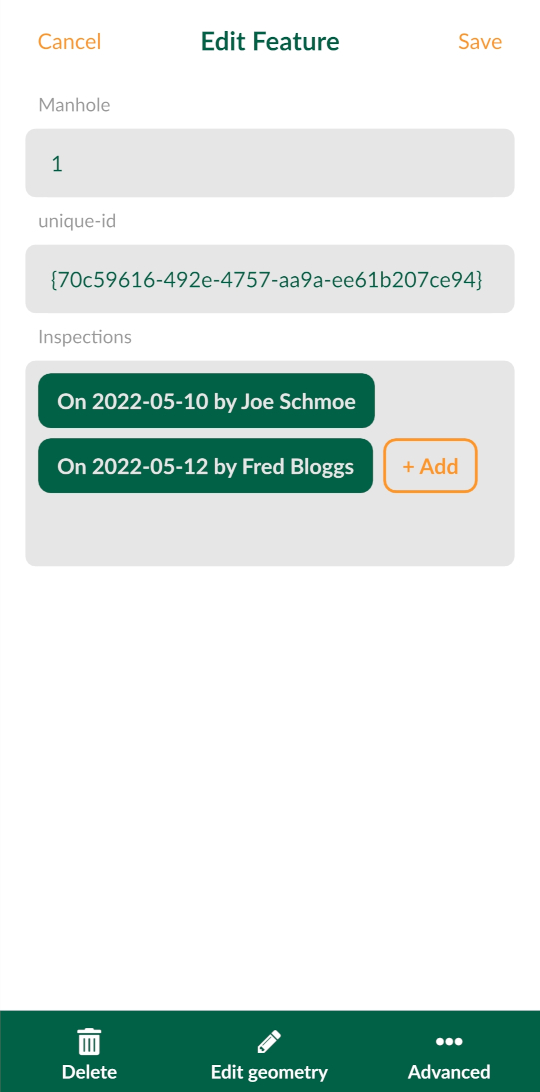 Cancel Edit Feature Save
Manhole
1
unique-id
{70c59616-492e-4757-aa9a-ee61b207ce94}
Inspections
On 2022-05-10 by Joe Schmoe
On 2022-05-12 by Fred Bloggs + Add
Delete Edit geometry Advanced